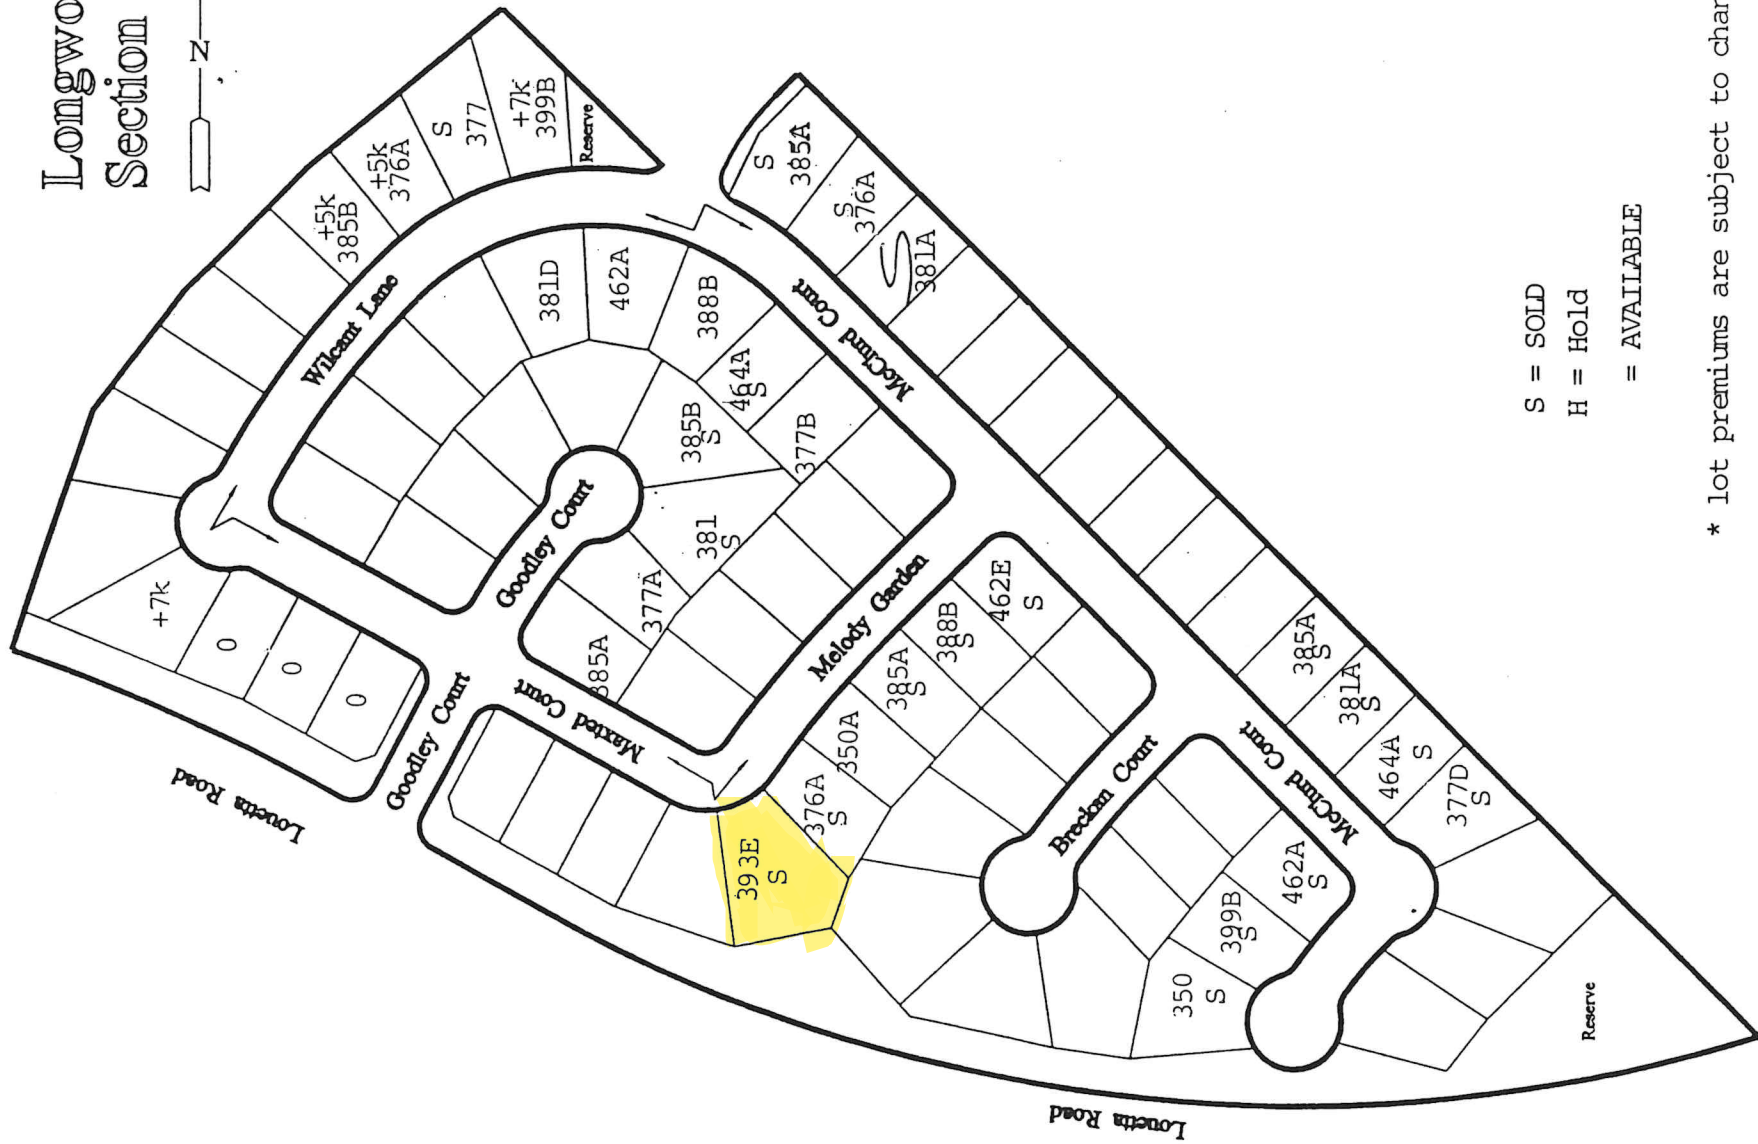 Longwo
Section
N
+7k
399B
Reserve
S
377
+5k
376A
+5k
385B
S
385A
S
376A
S
381A
Wilcant Lane
381D
462A
388B
464A
S
385B
S
377B
McChurd Court
Goodley Court
381
S
377A
385A
+7k
0
0
0
Goodley Court
Maxted Court
Melody Garden
Louetta Road
462E
S
388B
S
385A
S
350A
376A
S
393E
S
Breckan Court
McChurd Court
385A
S
381A
S
464A
S
377D
S
462A
S
399B
S
350
S
Reserve
Louetta Road
S = SOLD
H = Hold
= AVAILABLE
* lot premiums are subject to char